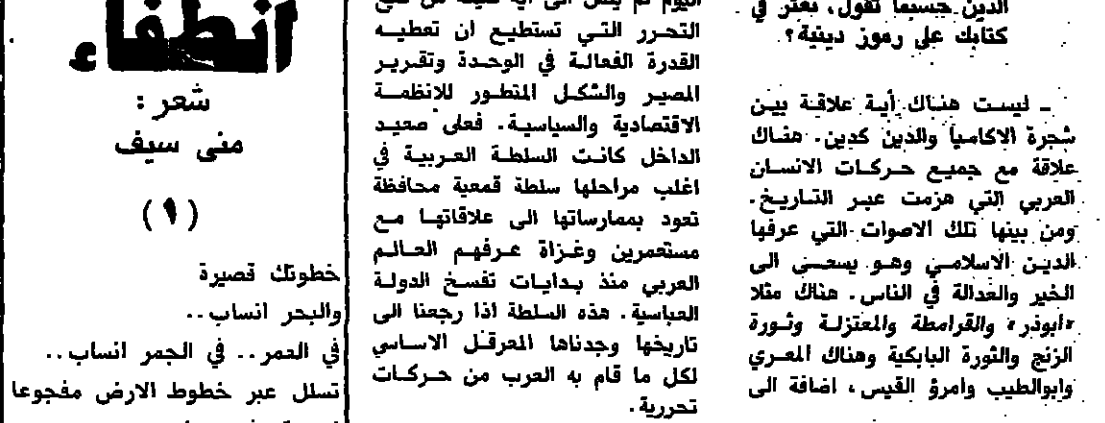 الدين حسبما تقول، نعثر في
كتابك على رموز دينية؟
ـ ليست هناك أية علاقة بين
شجرة الاكاميا والدين كدين. هناك
علاقة مع جميع حركات الانسان
العربي التي هزمت عبر التاريخ.
ومن بينها تلك الاصوات التي عرفها
الدين الاسلامي وهو يسعى الى
الخير والعدالة في الناس. هناك مثلا
«ابوذر» والقرامطة والمعتزلة وثورة
الزنج والثورة البابكية وهناك المعري
وابوالطيب وامرؤ القيس، اضافة الى
اليوم لم يصل الى اية
التحرر التي تستطيع ان تعطيه
القدرة الفعالة في الوحدة وتقرير
المصير والشكل المتطور للانظمة
الاقتصادية والسياسية. فعلى صعيد
الداخل كانت السلطة العربية في
اغلب مراحلها سلطة قمعية محافظة
تعود بممارساتها الى علاقاتها مع
مستعمرين وغزاة عرفهم العالم
العربي منذ بدايات تفسخ الدولة
العباسية. هذه السلطة اذا رجعنا الى
تاريخها وجدناها المعرقل الاساسي
لكل ما قام به العرب من حركات
تحررية.
انطفاء
شعر :
منى سيف
(١)
خطوتك قصيرة
والبحر انساب..
في العمر.. في الجمر انساب..
تسلل عبر خطوط الارض مفجوعا